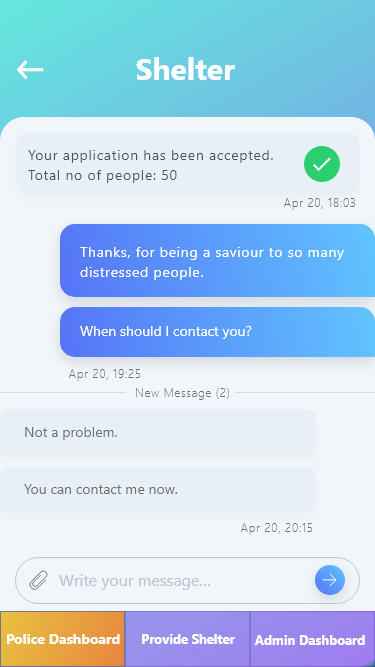 Shelter
Your application has been accepted.
Total no of people: 50
Apr 20, 18:03
Thanks, for being a saviour to so many
distressed people.
When should I contact you?
Apr 20, 19:25
New Message (2)
Not a problem.
You can contact me now.
Apr 20, 20:15
Write your message...
Police Dashboard
Provide Shelter
Admin Dashboard